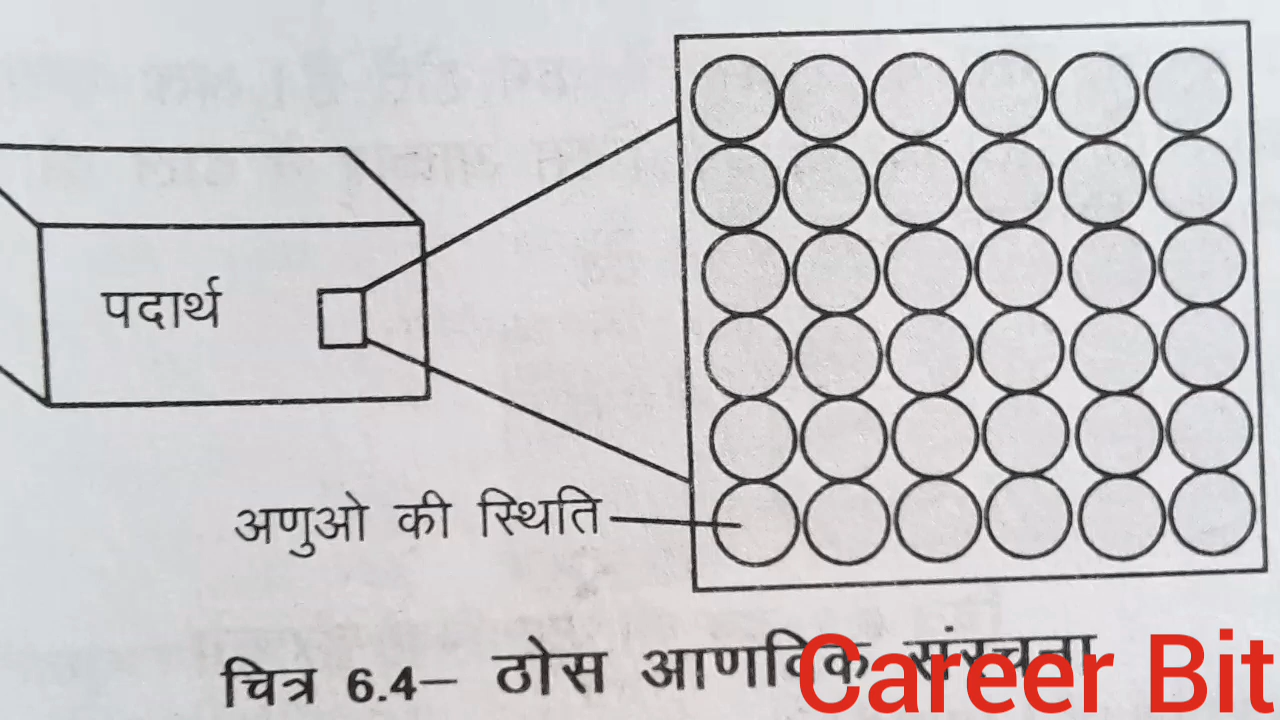 पदार्थ
अणुओ की स्थिति
चित्र 6.4– ठोस आणविक संरचना
Career Bit